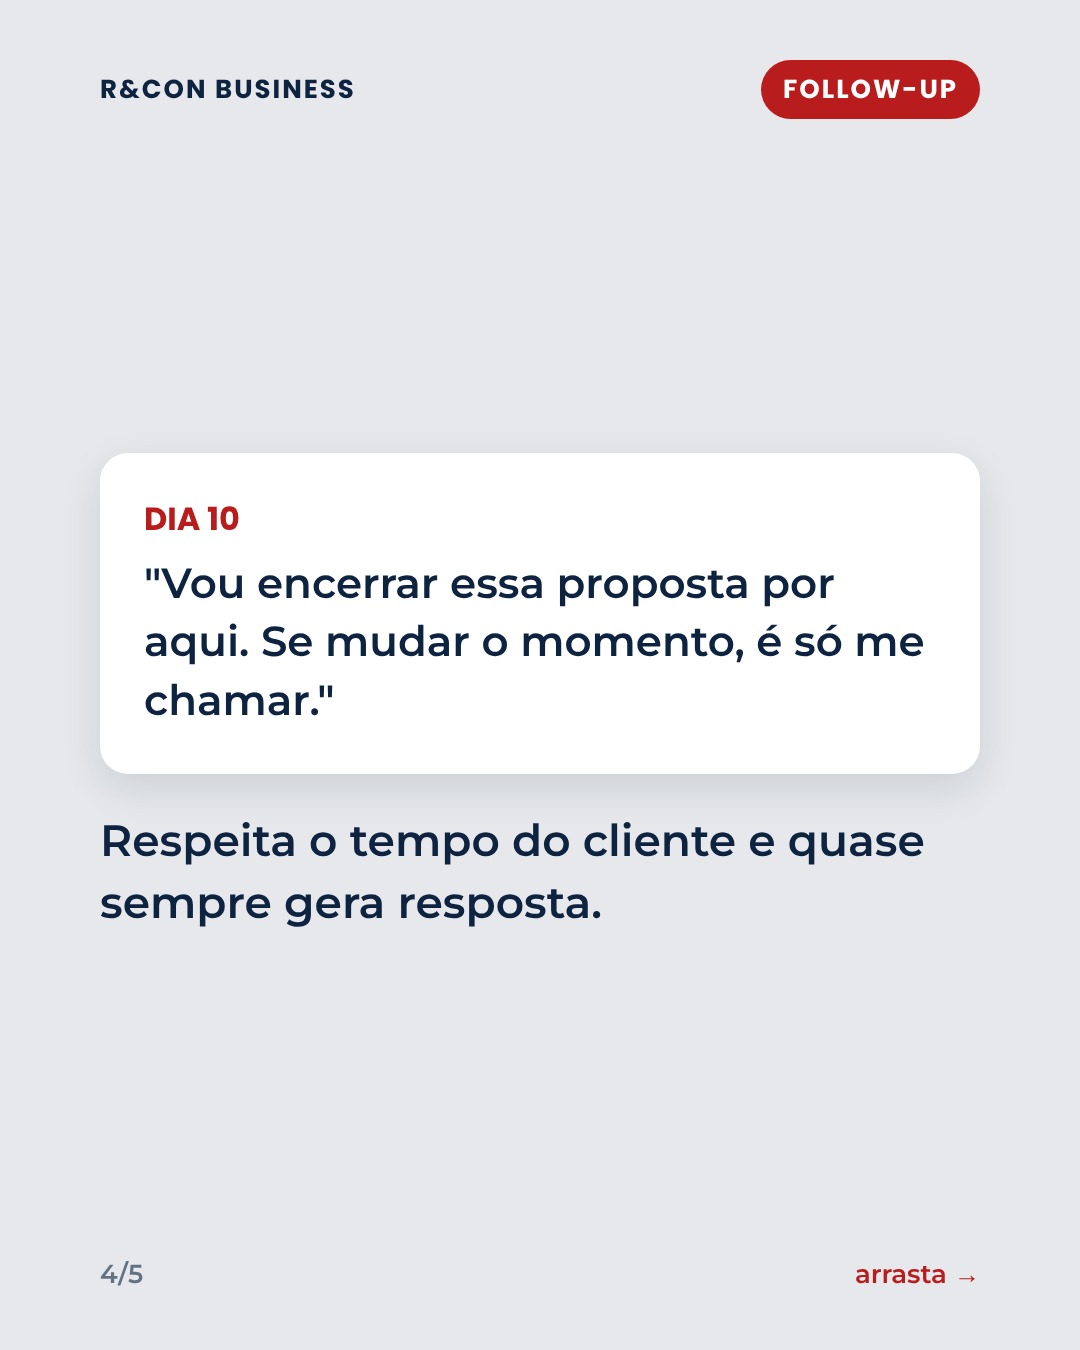 R&CON BUSINESS
FOLLOW-UP
DIA 10
"Vou encerrar essa proposta por
aqui. Se mudar o momento, é só me
chamar."
Respeita o tempo do cliente e quase
sempre gera resposta.
4/5
arrasta →